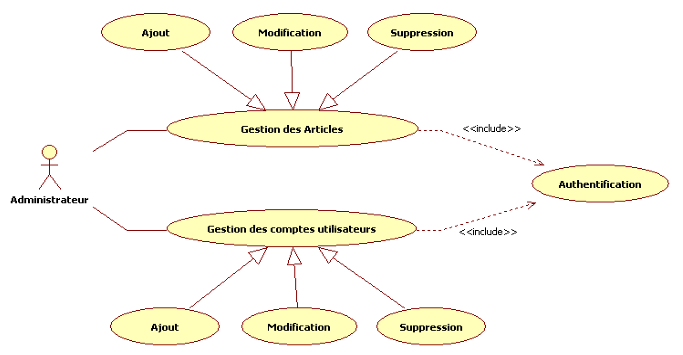 Ajout
Modification
Suppression
Gestion des Articles
<<include>>
Administrateur
Authentification
Gestion des comptes utilisateurs
<<include>>
Ajout
Modification
Suppression